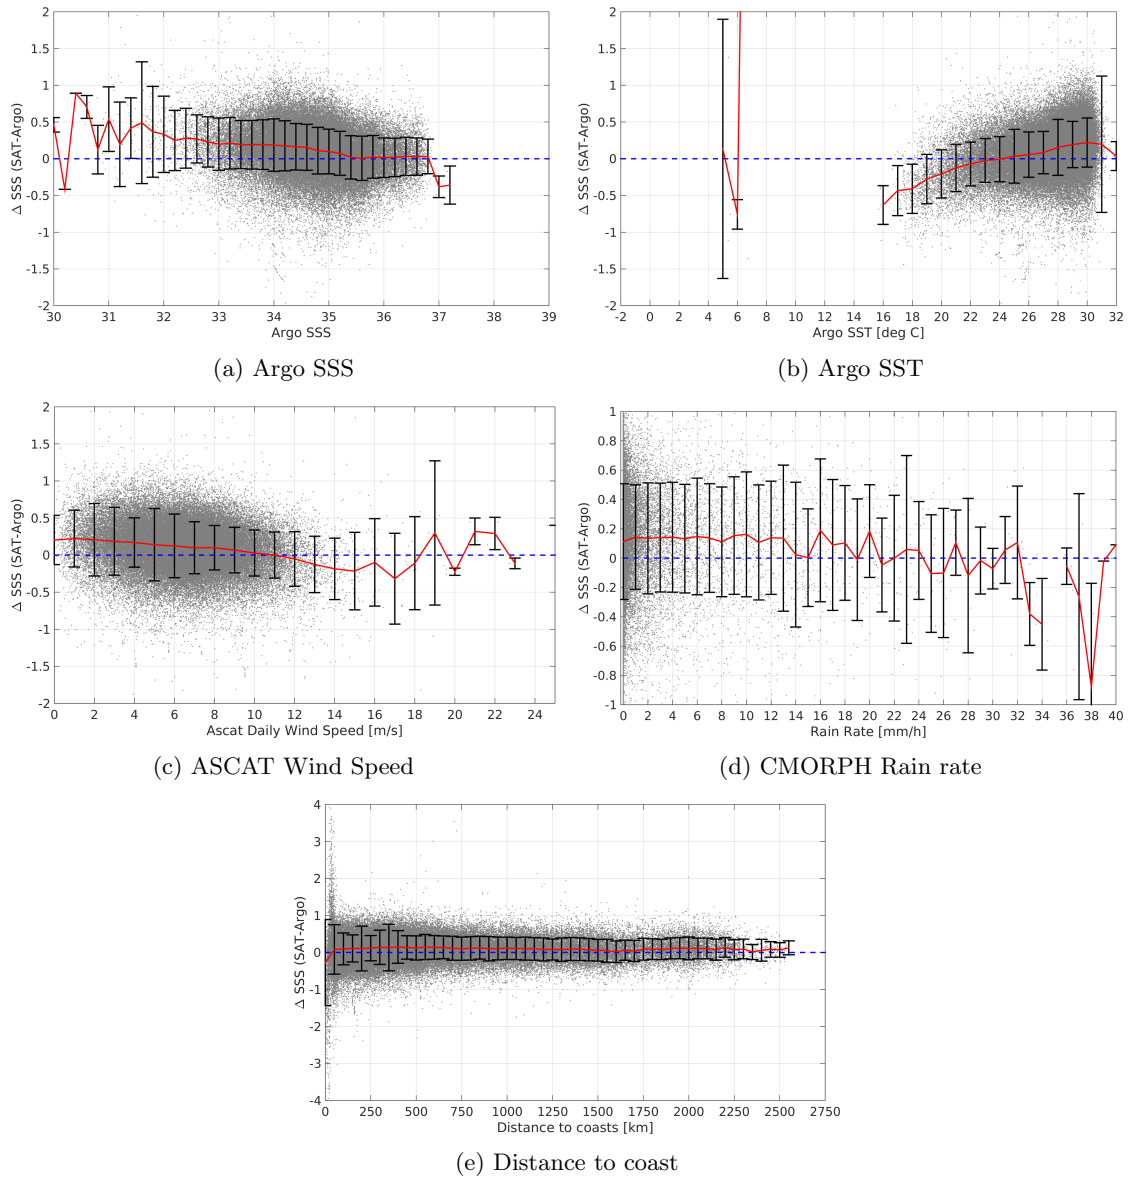 2
1.5
1
0.5
0
-0.5
-1
-1.5
-2
Δ SSS (SAT-Argo)
30 31 32 33 34 35 36 37 38 39
Argo SSS
(a) Argo SSS
2
1.5
1
0.5
0
-0.5
-1
-1.5
-2
Δ SSS (SAT-Argo)
-2 0 2 4 6 8 10 12 14 16 18 20 22 24 26 28 30 32
Argo SST [deg C]
(b) Argo SST
2
1.5
1
0.5
0
-0.5
-1
-1.5
-2
Δ SSS (SAT-Argo)
0 2 4 6 8 10 12 14 16 18 20 22 24
Ascat Daily Wind Speed [m/s]
(c) ASCAT Wind Speed
1
0.8
0.6
0.4
0.2
0
-0.2
-0.4
-0.6
-0.8
-1
Δ SSS (SAT-Argo)
0 2 4 6 8 10 12 14 16 18 20 22 24 26 28 30 32 34 36 38 40
Rain Rate [mm/h]
(d) CMORPH Rain rate
4
3
2
1
0
-1
-2
-3
-4
Δ SSS (SAT-Argo)
0 250 500 750 1000 1250 1500 1750 2000 2250 2500 2750
Distance to coasts [km]
(e) Distance to coast